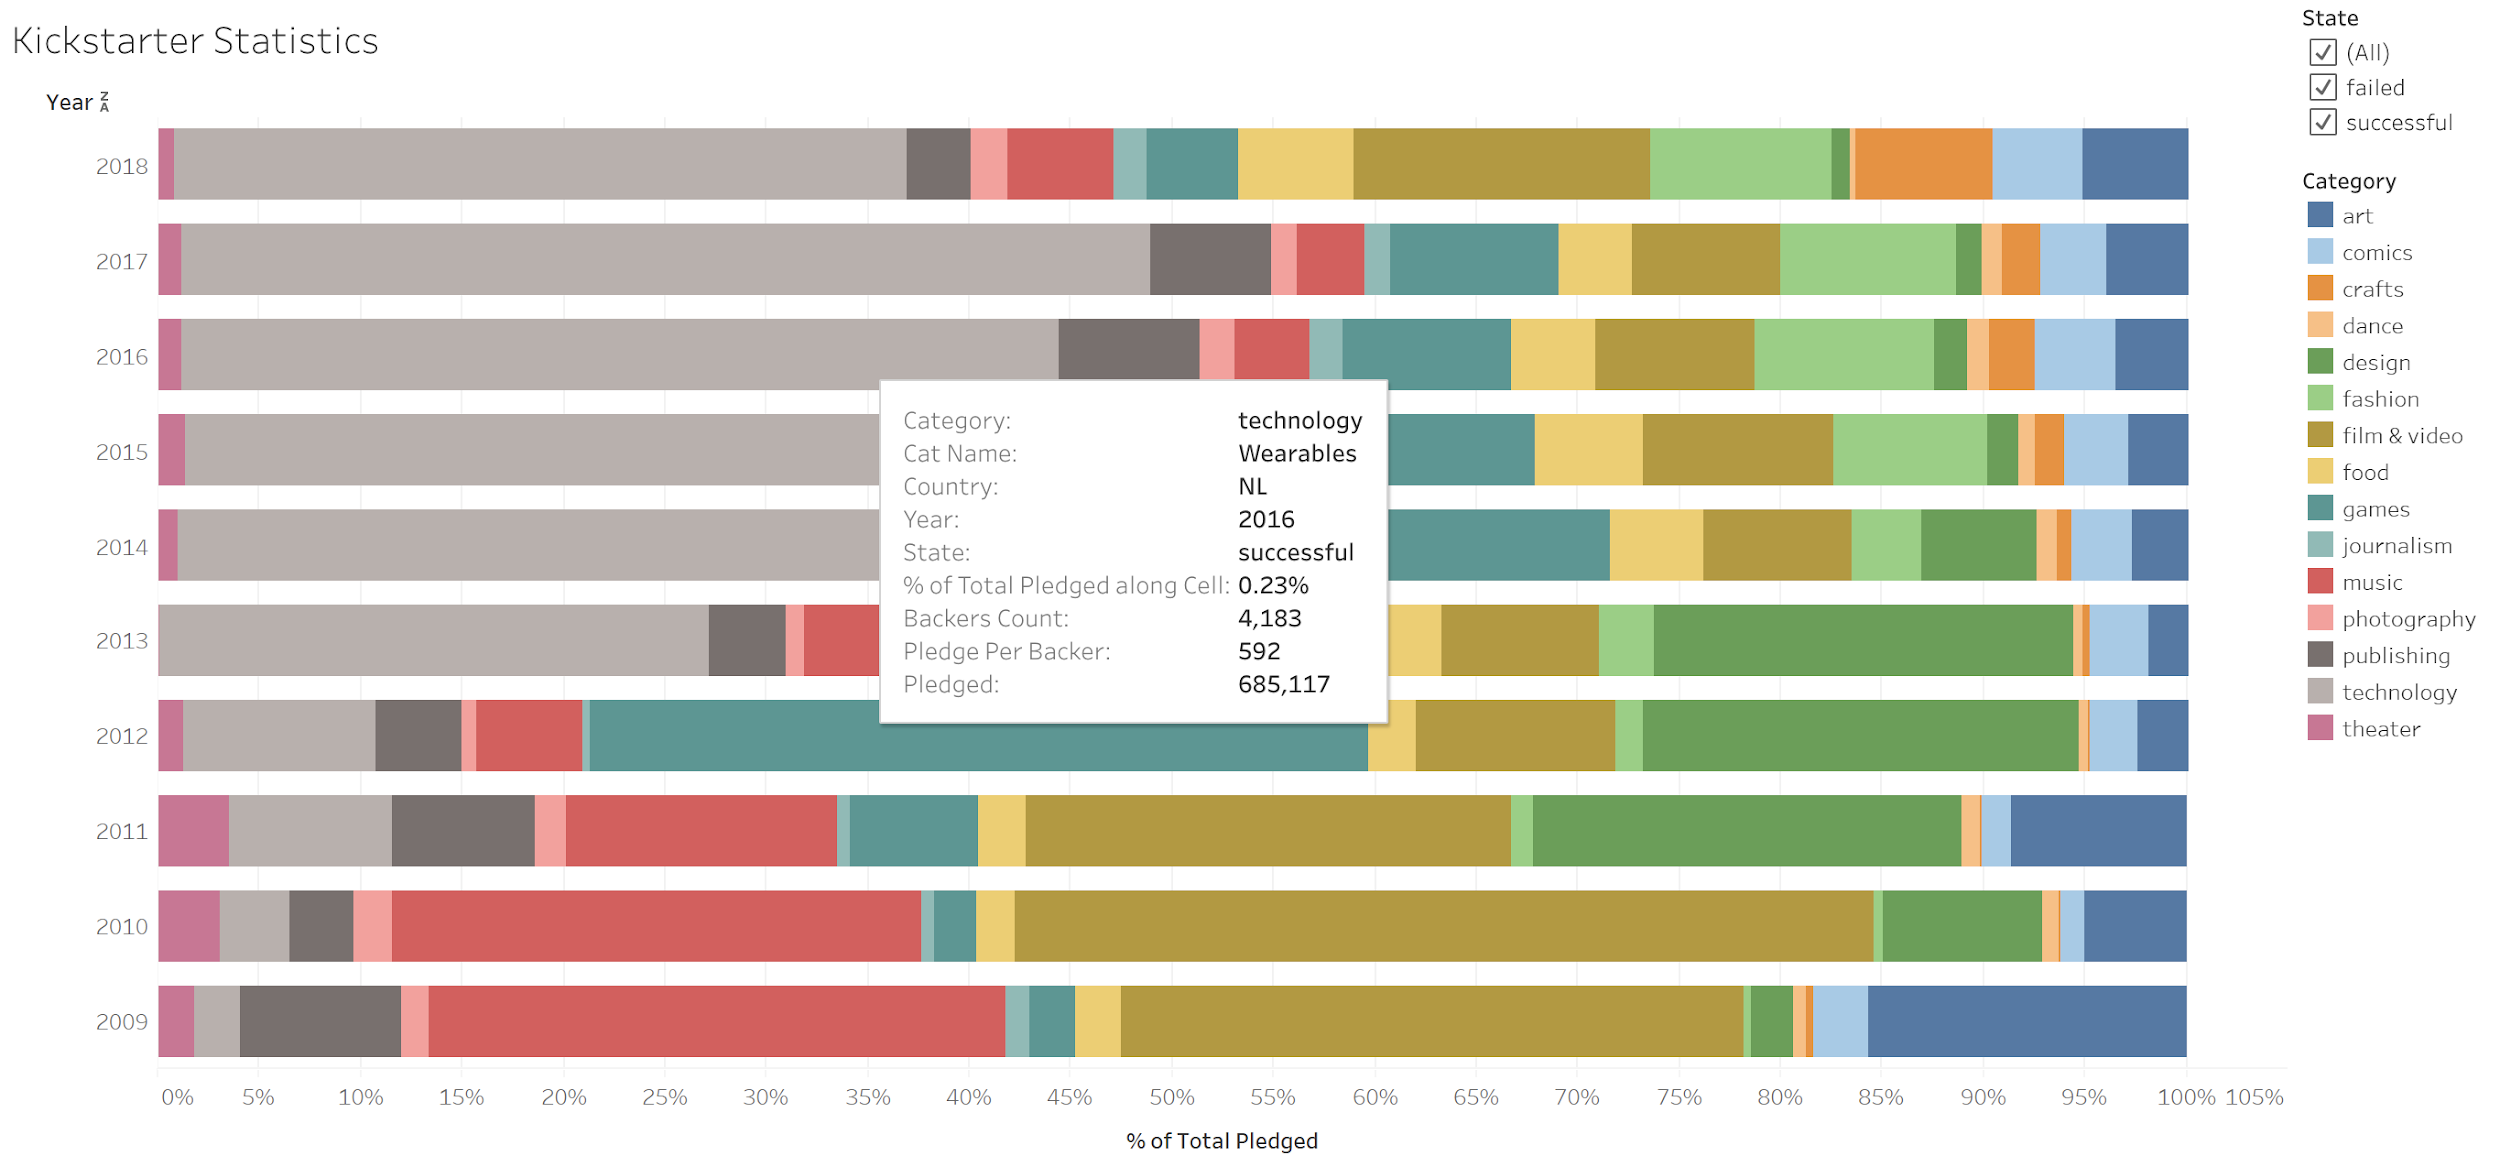 Kickstarter Statistics
Year ZA
2018
2017
2016
2015
2014
2013
2012
2011
2010
2009
Category: technology
Cat Name: Wearables
Country: NL
Year: 2016
State: successful
% of Total Pledged along Cell: 0.23%
Backers Count: 4,183
Pledge Per Backer: 592
Pledged: 685,117
0% 5% 10% 15% 20% 25% 30% 35% 40% 45% 50% 55% 60% 65% 70% 75% 80% 85% 90% 95% 100% 105%
% of Total Pledged
State
(All)
failed
successful
Category
art
comics
crafts
dance
design
fashion
film & video
food
games
journalism
music
photography
publishing
technology
theater